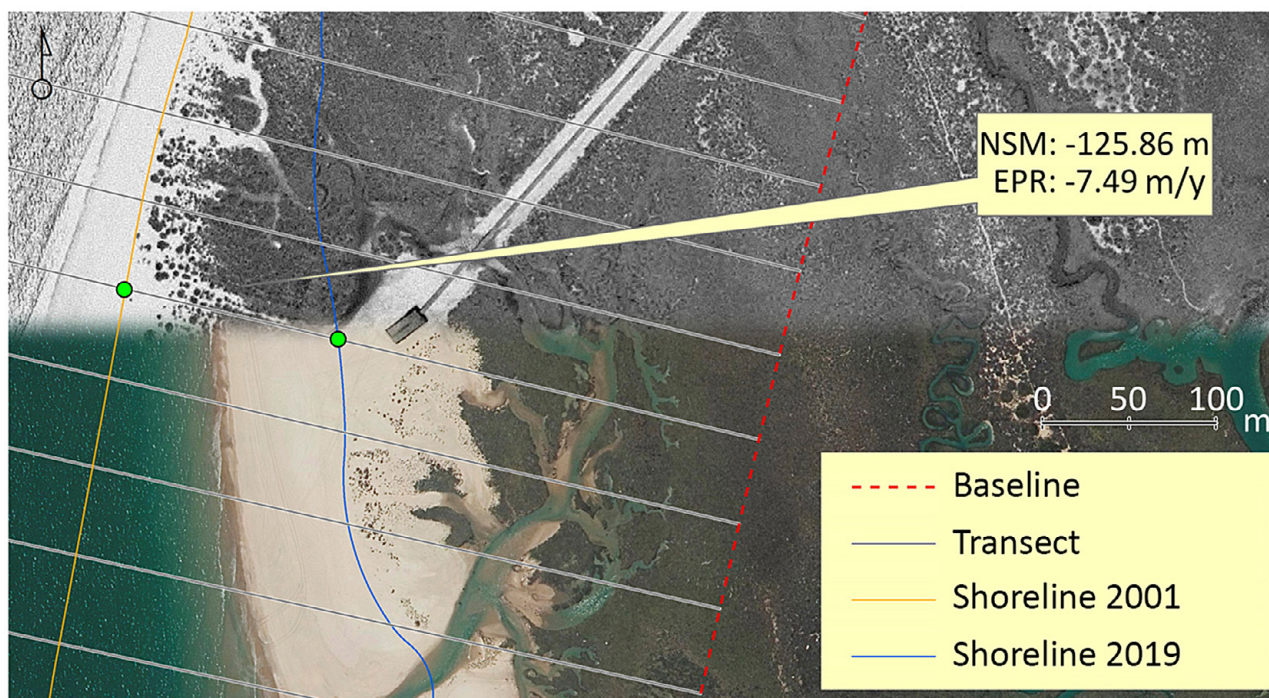 NSM: -125.86 m
EPR: -7.49 m/y
0 50 100
m
Baseline
Transect
Shoreline 2001
Shoreline 2019